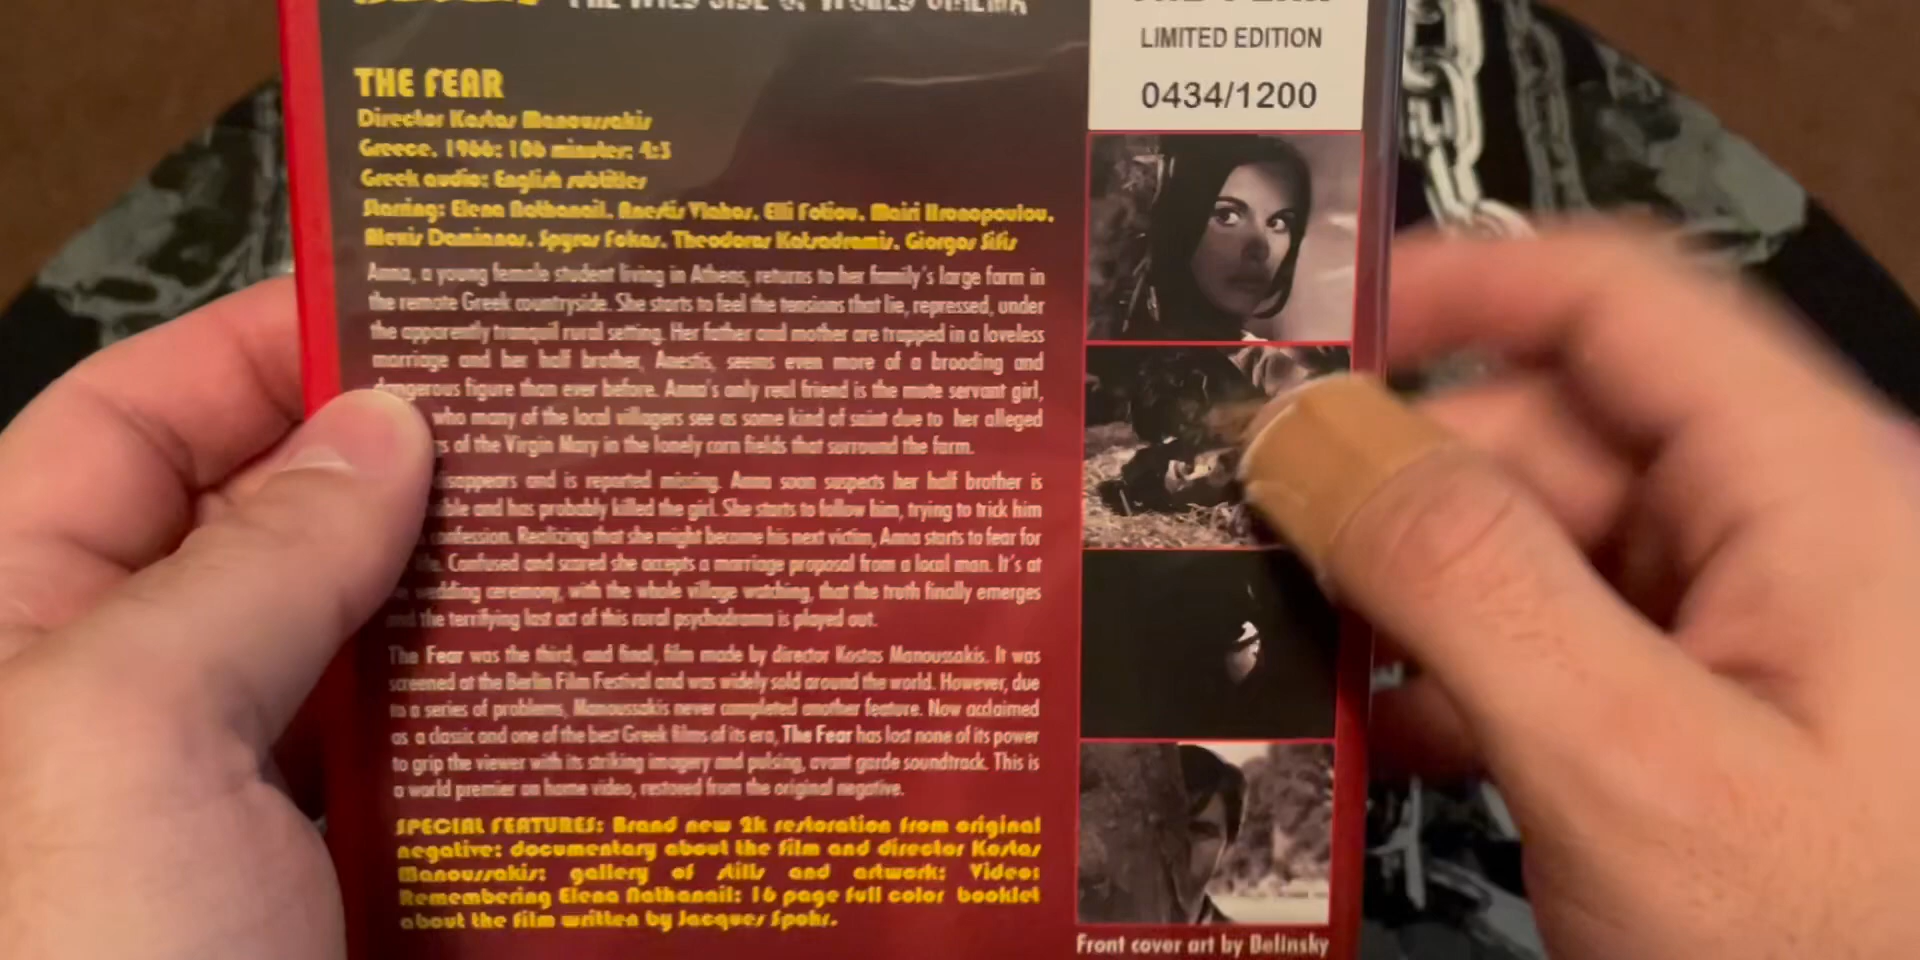 THE WILD SIDE OF WORLD CINEMA
THE FEAR
LIMITED EDITION
0434/1200
THE FEAR
Director Kostas Manoussakis
Greece. 1966: 106 minutes: 4:3
Greek audio: English subtitles
Starring: Elena Nathanail. Anestis Vlahos. Elli Fotiou. Mairi Hronopoulou.
Alexis Damianos. Spyros Fokas. Theodoros Katsadramis. Giorgos Sifis
Anna, a young female student living in Athens, returns to her family's large farm in
the remote Greek countryside. She starts to feel the tensions that lie, repressed, under
the apparently tranquil rural setting. Her father and mother are trapped in a loveless
marriage and her half brother, Anestis, seems even more of a brooding and
dangerous figure than ever before. Anna's only real friend is the mute servant girl,
who many of the local villagers see as some kind of saint due to her alleged
of the Virgin Mary in the lonely corn fields that surround the farm.
and is reported missing. Anna soon suspects her half brother is
and has probably killed the girl. She starts to follow him, trying to trick him
confession. Realizing that she might become his next victim, Anna starts to fear for
Confused and scared she accepts a marriage proposal from a local man. It's at
wedding ceremony, with the whole village watching, that the truth finally emerges
and the terrifying last act of this rural psychodrama is played out.
The Fear was the third, and final, film made by director Kostas Manoussakis. It was
screened at the Berlin Film Festival and was widely sold around the world. However, due
to a series of problems, Manoussakis never completed another feature. Now acclaimed
as a classic and one of the best Greek films of its era, The Fear has lost none of its power
to grip the viewer with its striking imagery and pulsing, avant garde soundtrack. This is
a world premier on home video, restored from the original negative.
SPECIAL FEATURES: Brand new 2k restoration from original
negative: documentary about the film and director Kostas
Manoussakis: gallery of stills and artwork: Video:
Remembering Elena Nathanail: 16 page full color booklet
about the film written by Jacques Spohr.
Front cover art by Delinsky